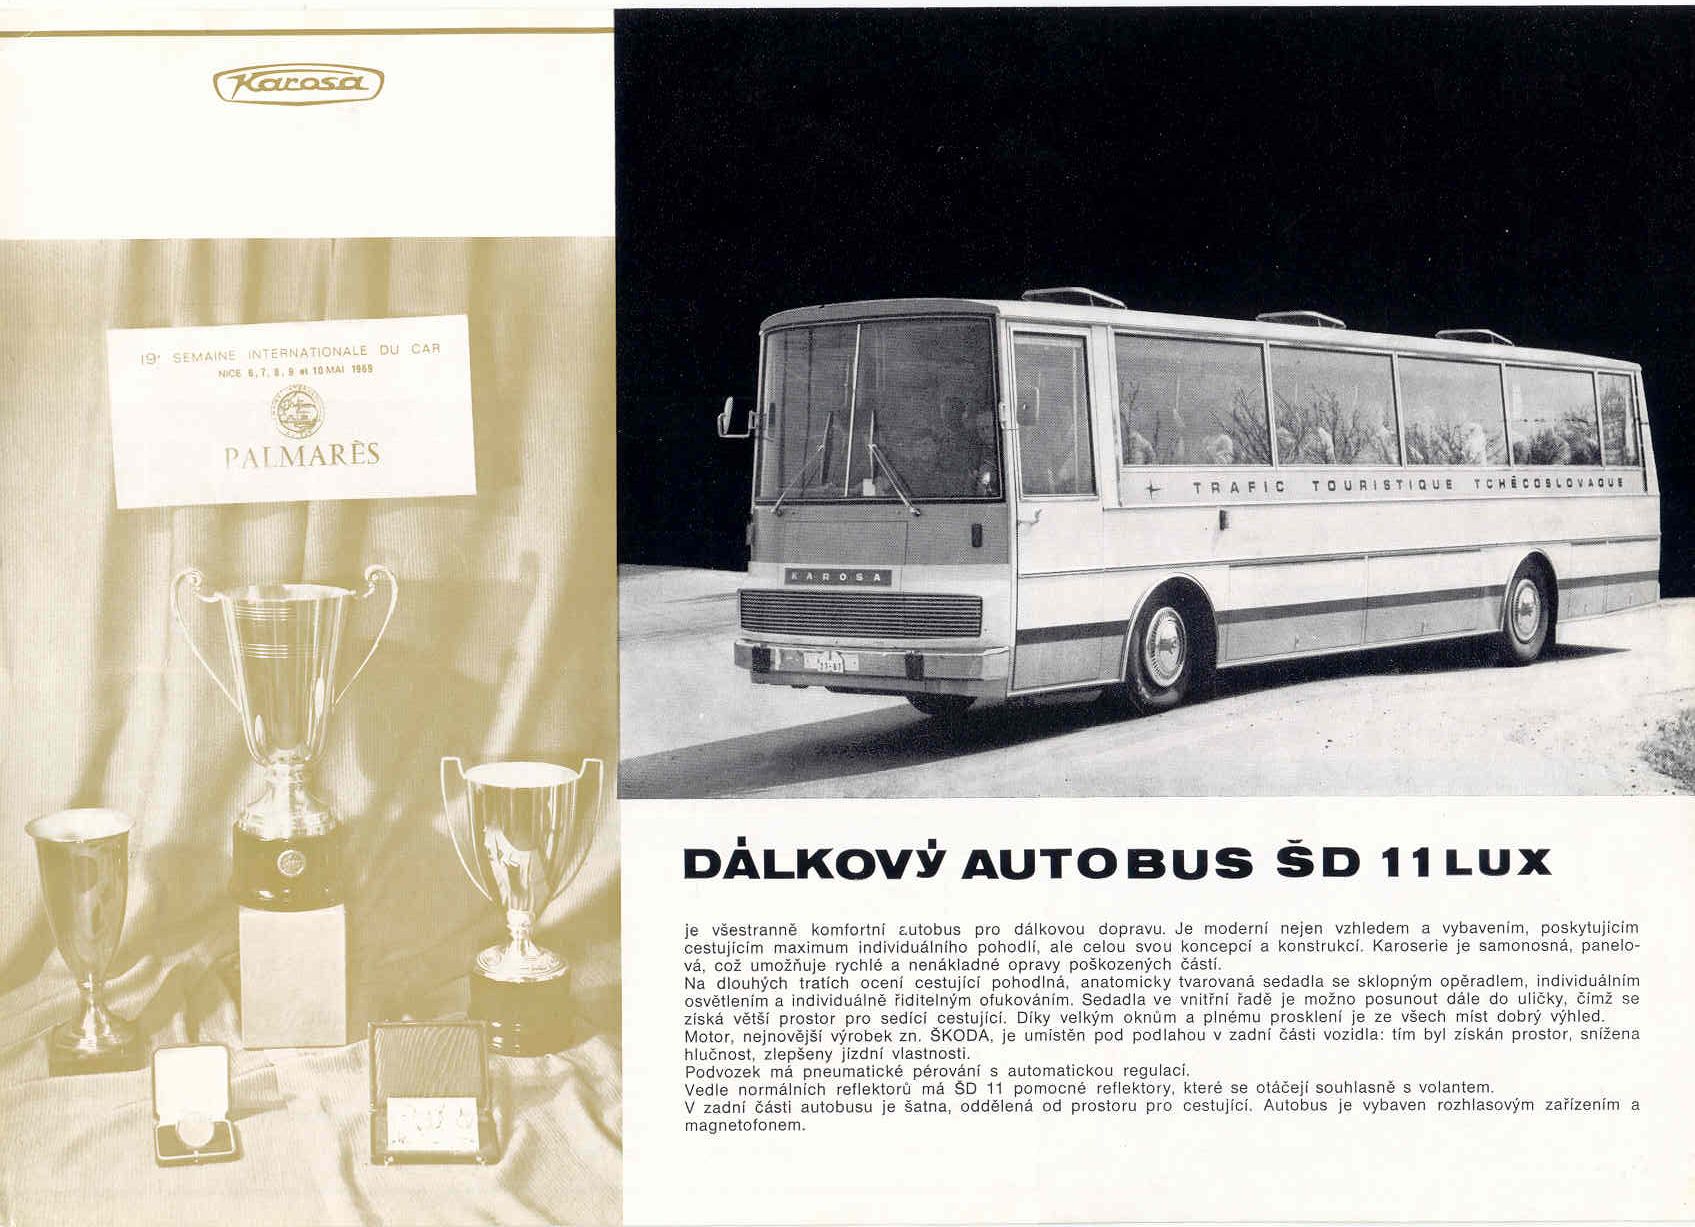 Karosa
19e SEMAINE INTERNATIONALE DU CAR
NICE 6, 7, 8, 9 et 10 MAI 1969
PALMARÈS
TRAFIC TOURISTIQUE TCHÉCOSLOVAQUE
KAROSA
DÁLKOVÝ AUTOBUS ŠD 11 LUX
je všestranně komfortní autobus pro dálkovou dopravu. Je moderní nejen vzhledem a vybavením, poskytujícím
cestujícím maximum individuálního pohodlí, ale celou svou koncepcí a konstrukcí. Karoserie je samonosná, panelo-
vá, což umožňuje rychlé a nenákladné opravy poškozených částí.
Na dlouhých tratích ocení cestující pohodlná, anatomicky tvarovaná sedadla se sklopným opěradlem, individuálním
osvětlením a individuálně řiditelným ofukováním. Sedadla ve vnitřní řadě je možno posunout dále do uličky, čímž se
získá větší prostor pro sedící cestující. Díky velkým oknům a plnému prosklení je ze všech míst dobrý výhled.
Motor, nejnovější výrobek zn. ŠKODA, je umístěn pod podlahou v zadní části vozidla: tím byl získán prostor, snížena
hlučnost, zlepšeny jízdní vlastnosti.
Podvozek má pneumatické pérování s automatickou regulací.
Vedle normálních reflektorů má ŠD 11 pomocné reflektory, které se otáčejí souhlasně s volantem.
V zadní části autobusu je šatna, oddělená od prostoru pro cestující. Autobus je vybaven rozhlasovým zařízením a
magnetofonem.